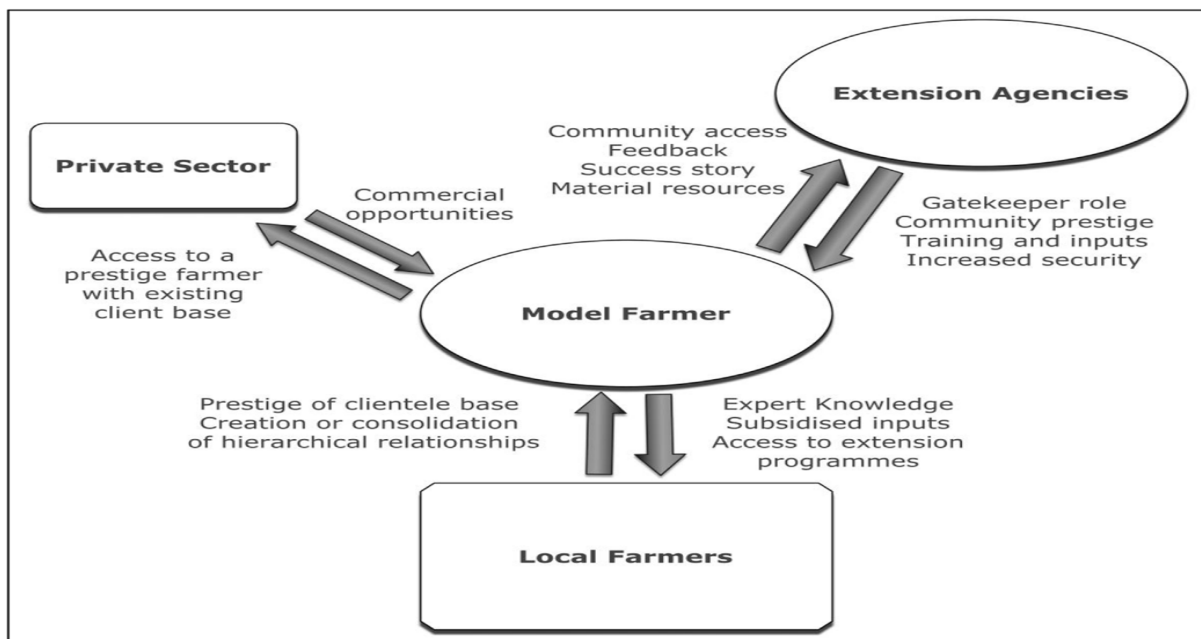 Extension Agencies
Private Sector
Community access
Feedback
Success story
Material resources
Commercial
opportunities
Gatekeeper role
Community prestige
Training and inputs
Increased security
Access to a
prestige farmer
with existing
client base
Model Farmer
Prestige of clientele base
Creation or consolidation
of hierarchical relationships
Expert Knowledge
Subsidised inputs
Access to extension
programmes
Local Farmers